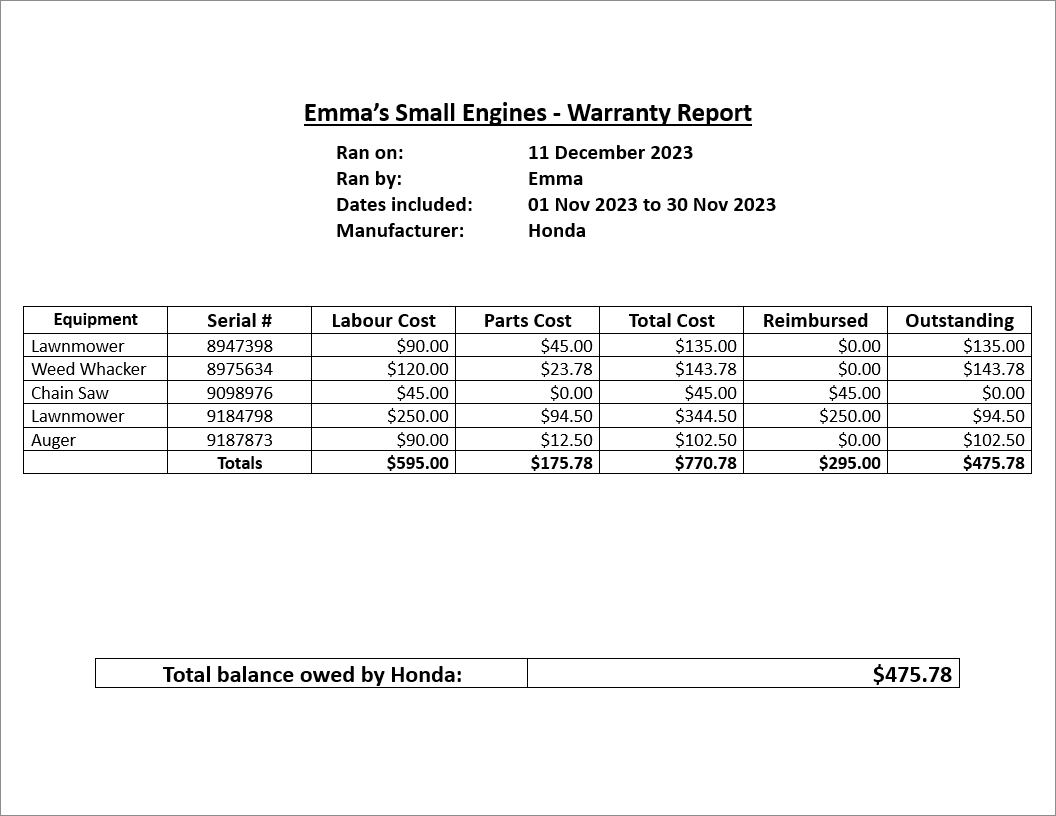 Emma’s Small Engines - Warranty Report
Ran on: 11 December 2023
Ran by: Emma
Dates included: 01 Nov 2023 to 30 Nov 2023
Manufacturer: Honda
Equipment Serial # Labour Cost Parts Cost Total Cost Reimbursed Outstanding
Lawnmower 8947398 $90.00 $45.00 $135.00 $0.00 $135.00
Weed Whacker 8975634 $120.00 $23.78 $143.78 $0.00 $143.78
Chain Saw 9098976 $45.00 $0.00 $45.00 $45.00 $0.00
Lawnmower 9184798 $250.00 $94.50 $344.50 $250.00 $94.50
Auger 9187873 $90.00 $12.50 $102.50 $0.00 $102.50
Totals $595.00 $175.78 $770.78 $295.00 $475.78
Total balance owed by Honda: $475.78